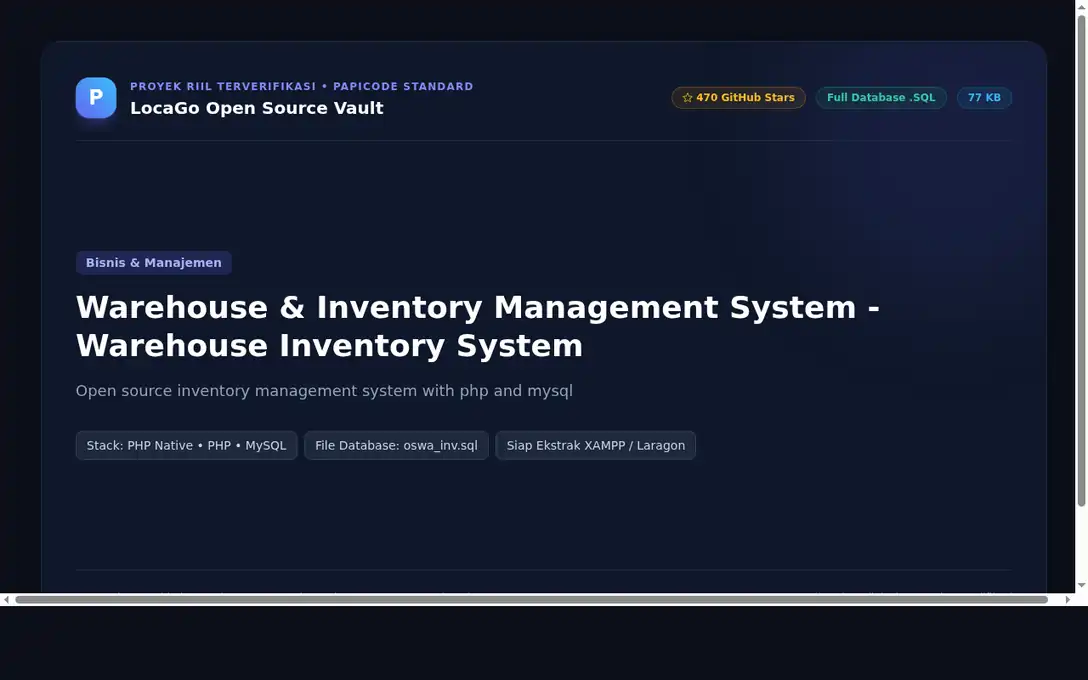 P
PROYEK RIIL TERVERIFIKASI • PAPICODE STANDARD
LocaGo Open Source Vault
☆ 470 GitHub Stars
Full Database .SQL
77 KB
Bisnis & Manajemen
Warehouse & Inventory Management System -
Warehouse Inventory System
Open source inventory management system with php and mysql
Stack: PHP Native • PHP • MySQL
File Database: oswa_inv.sql
Siap Ekstrak XAMPP / Laragon